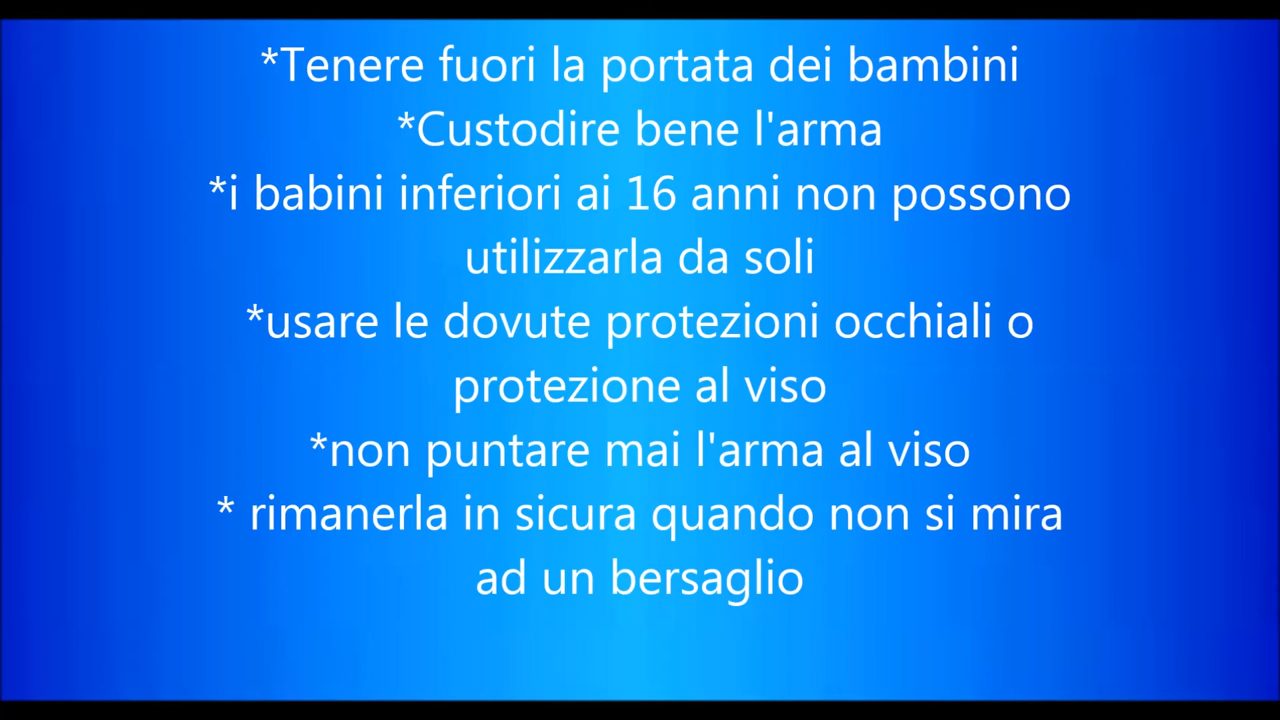 *Tenere fuori la portata dei bambini
*Custodire bene l'arma
*i babini inferiori ai 16 anni non possono
utilizzarla da soli
*usare le dovute protezioni occhiali o
protezione al viso
*non puntare mai l'arma al viso
* rimanerla in sicura quando non si mira
ad un bersaglio